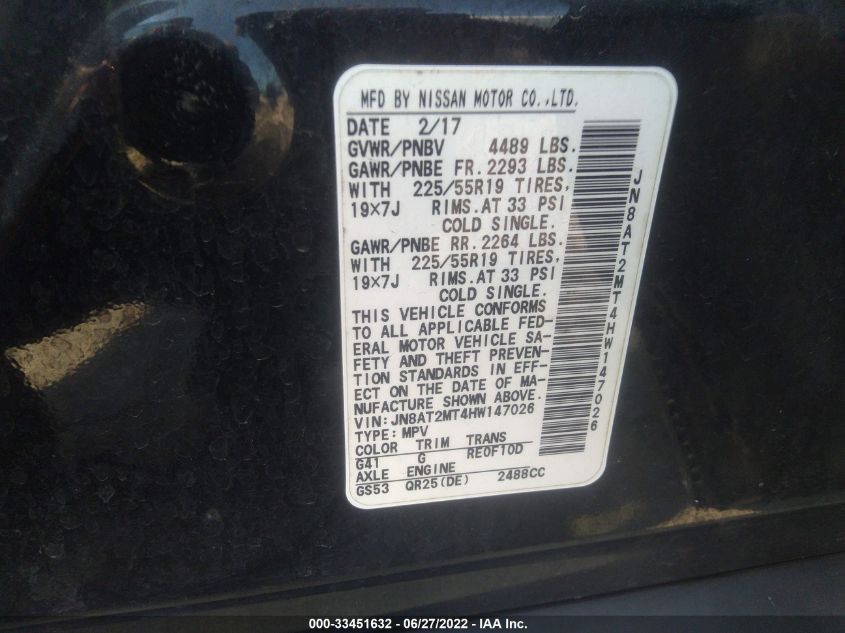 MFD BY NISSAN MOTOR CO.,LTD.
DATE 2/17
GVWR/PNBV 4489 LBS.
GAWR/PNBE FR. 2293 LBS.
WITH 225/55R19 TIRES,
19×7J RIMS.AT 33 PSI
COLD SINGLE.
GAWR/PNBE RR. 2264 LBS.
WITH 225/55R19 TIRES,
19×7J RIMS.AT 33 PSI
COLD SINGLE.
THIS VEHICLE CONFORMS
TO ALL APPLICABLE FED-
ERAL MOTOR VEHICLE SA-
FETY AND THEFT PREVEN-
TION STANDARDS IN EFF-
ECT ON THE DATE OF MA-
NUFACTURE SHOWN ABOVE.
VIN:JN8AT2MT4HW147026
TYPE:MPV
COLOR TRIM TRANS
G41 G RE0F10D
AXLE ENGINE
GS53 QR25(DE) 2488CC
JN8AT2MT4HW147026
000-33451632 - 06/27/2022 - IAA Inc.